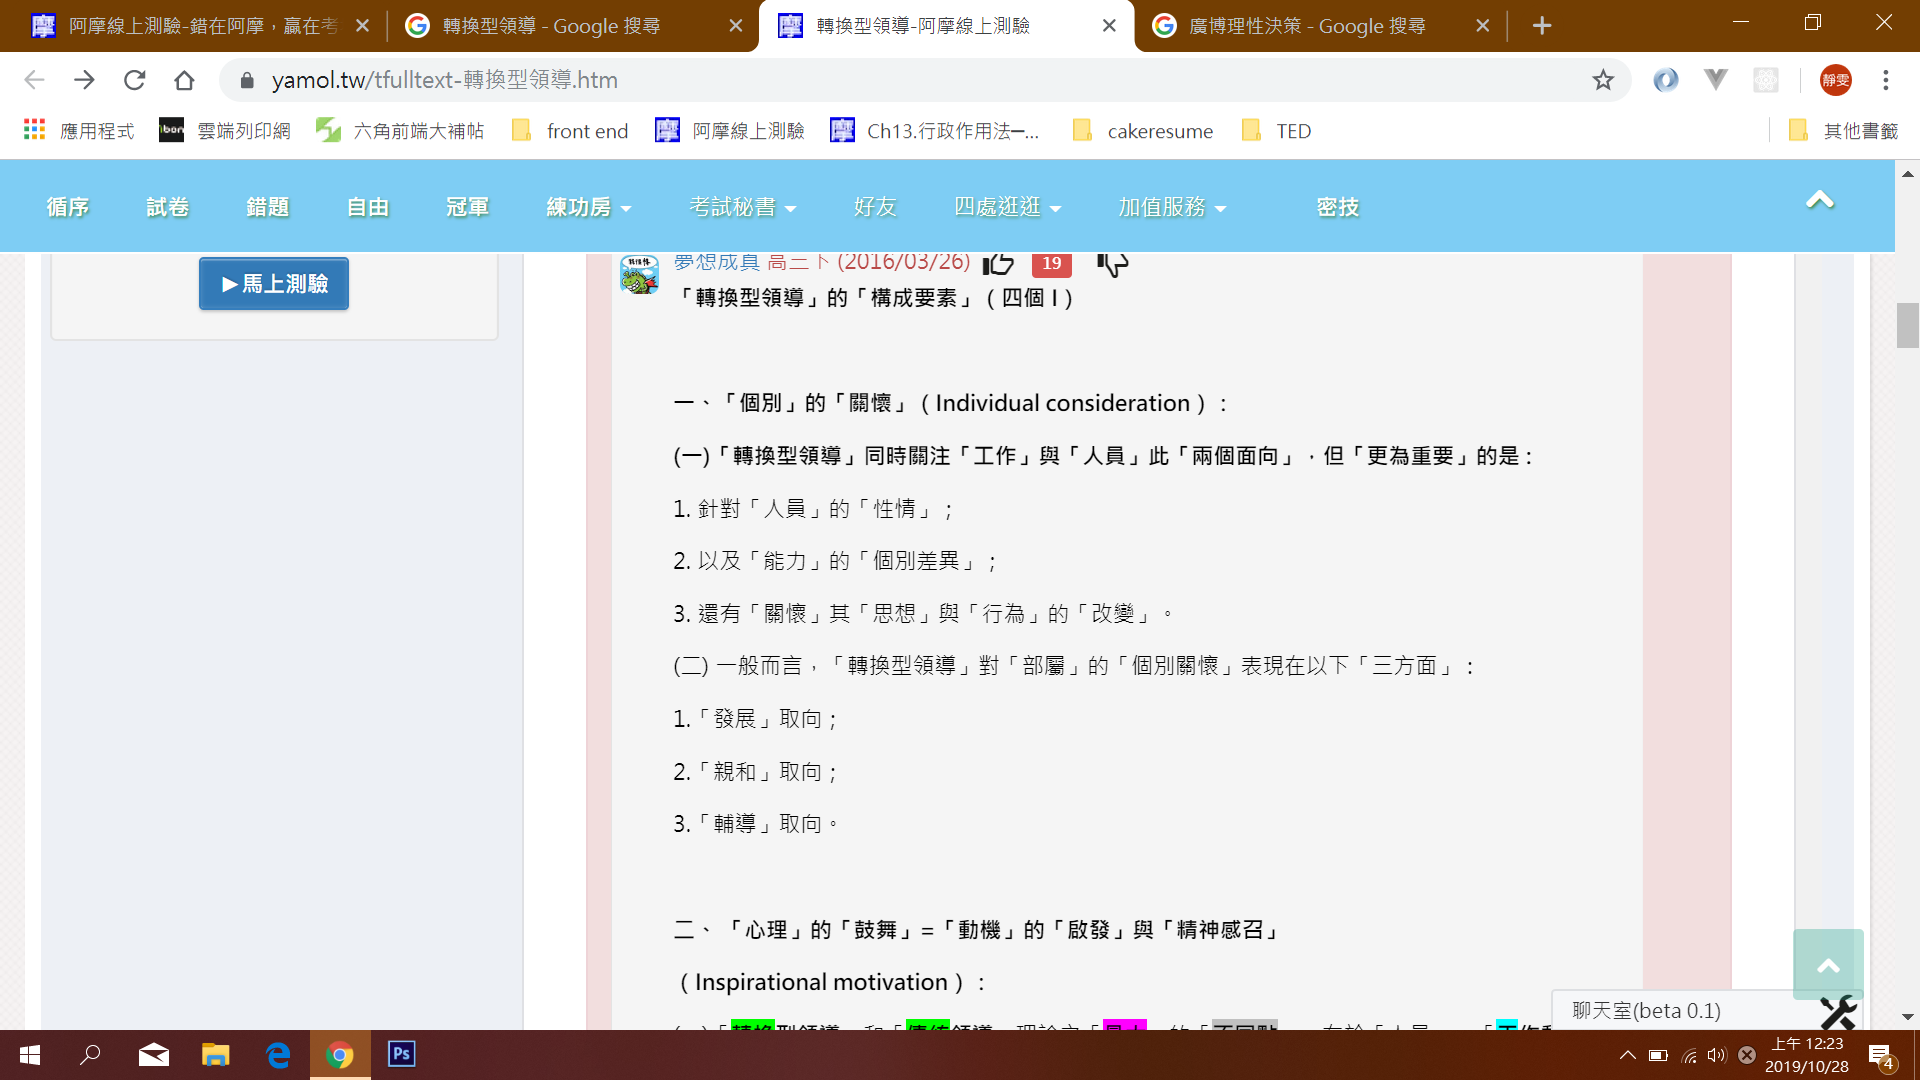 阿摩線上測驗-錯在阿摩，贏在考
轉換型領導 - Google 搜尋
轉換型領導-阿摩線上測驗
廣博理性決策 - Google 搜尋
yamol.tw/tfulltext-轉換型領導.htm
靜雯
應用程式
ibon
雲端列印網
六角前端大補帖
front end
摩
阿摩線上測驗
摩
Ch13.行政作用法─...
cakeresume
TED
其他書籤
循序
試卷
錯題
自由
冠軍
練功房
考試秘書
好友
四處逛逛
加值服務
密技
►馬上測驗
夢想成真 高三下 (2016/03/26)
19
「轉換型領導」的「構成要素」（四個 I )
一、「個別」的「關懷」（Individual consideration）：
(一)「轉換型領導」同時關注「工作」與「人員」此「兩個面向」，但「更為重要」的是：
1. 針對「人員」的「性情」；
2. 以及「能力」的「個別差異」；
3. 還有「關懷」其「思想」與「行為」的「改變」。
(二) 一般而言，「轉換型領導」對「部屬」的「個別關懷」表現在以下「三方面」：
1.「發展」取向；
2.「親和」取向；
3.「輔導」取向。
二、「心理」的「鼓舞」=「動機」的「啟發」與「精神感召」
（Inspirational motivation）：
聊天室(beta 0.1)
Ps
上午 12:23
2019/10/28
4